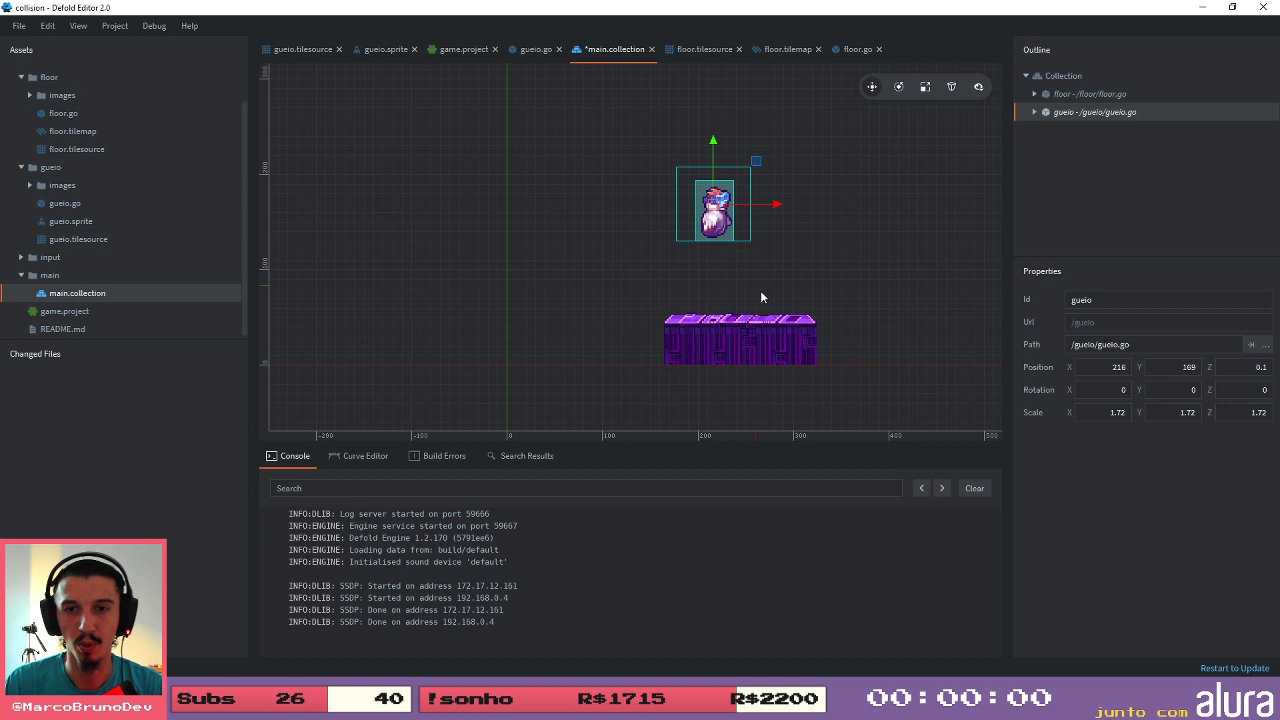 collision - Defold Editor 2.0
File Edit View Project Debug Help
Assets
floor
images
floor.go
floor.tilemap
floor.tilesource
gueio
images
gueio.go
gueio.sprite
gueio.tilesource
input
main
main.collection
game.project
README.md
Changed Files
gueio.tilesource gueio.sprite game.project gueio.go *main.collection floor.tilesource floor.tilemap floor.go
300
200
100
0
-200 -100 0 100 200 300 400 500
Console Curve Editor Build Errors Search Results
Search
Clear
INFO:DLIB: Log server started on port 59666
INFO:ENGINE: Engine service started on port 59667
INFO:ENGINE: Defold Engine 1.2.170 (5791ee6)
INFO:ENGINE: Loading data from: build/default
INFO:ENGINE: Initialised sound device 'default'
INFO:DLIB: SSDP: Started on address 172.17.12.161
INFO:DLIB: SSDP: Started on address 192.168.0.4
INFO:DLIB: SSDP: Done on address 172.17.12.161
INFO:DLIB: SSDP: Done on address 192.168.0.4
Outline
Collection
floor - /floor/floor.go
gueio - /gueio/gueio.go
Properties
Id gueio
Url /gueio
Path /gueio/gueio.go ...
Position X 216 Y 169 Z 0.1
Rotation X 0 Y 0 Z 0
Scale X 1.72 Y 1.72 Z 1.72
Restart to Update
@MarcoBrunoDev
Subs 26 40
!sonho R$1715 R$2200
00:00:00
junto com alura